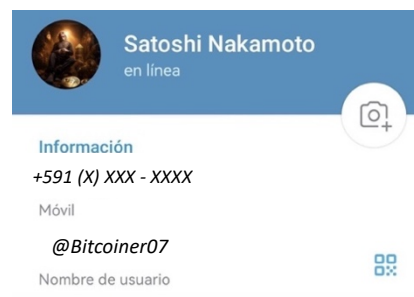 Satoshi Nakamoto
en línea
Información
+591 (X) XXX - XXXX
Móvil
@Bitcoiner07
Nombre de usuario